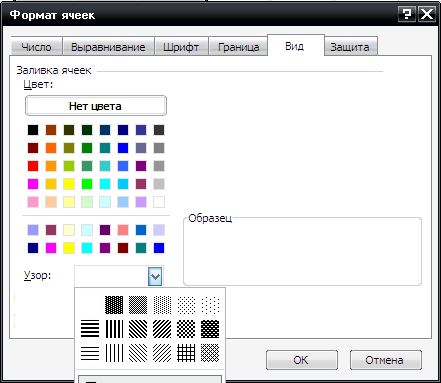 Формат ячеек
Число Выравнивание Шрифт Граница Вид Защита
Заливка ячеек
Цвет:
Нет цвета
Образец
Узор:
ОК Отмена